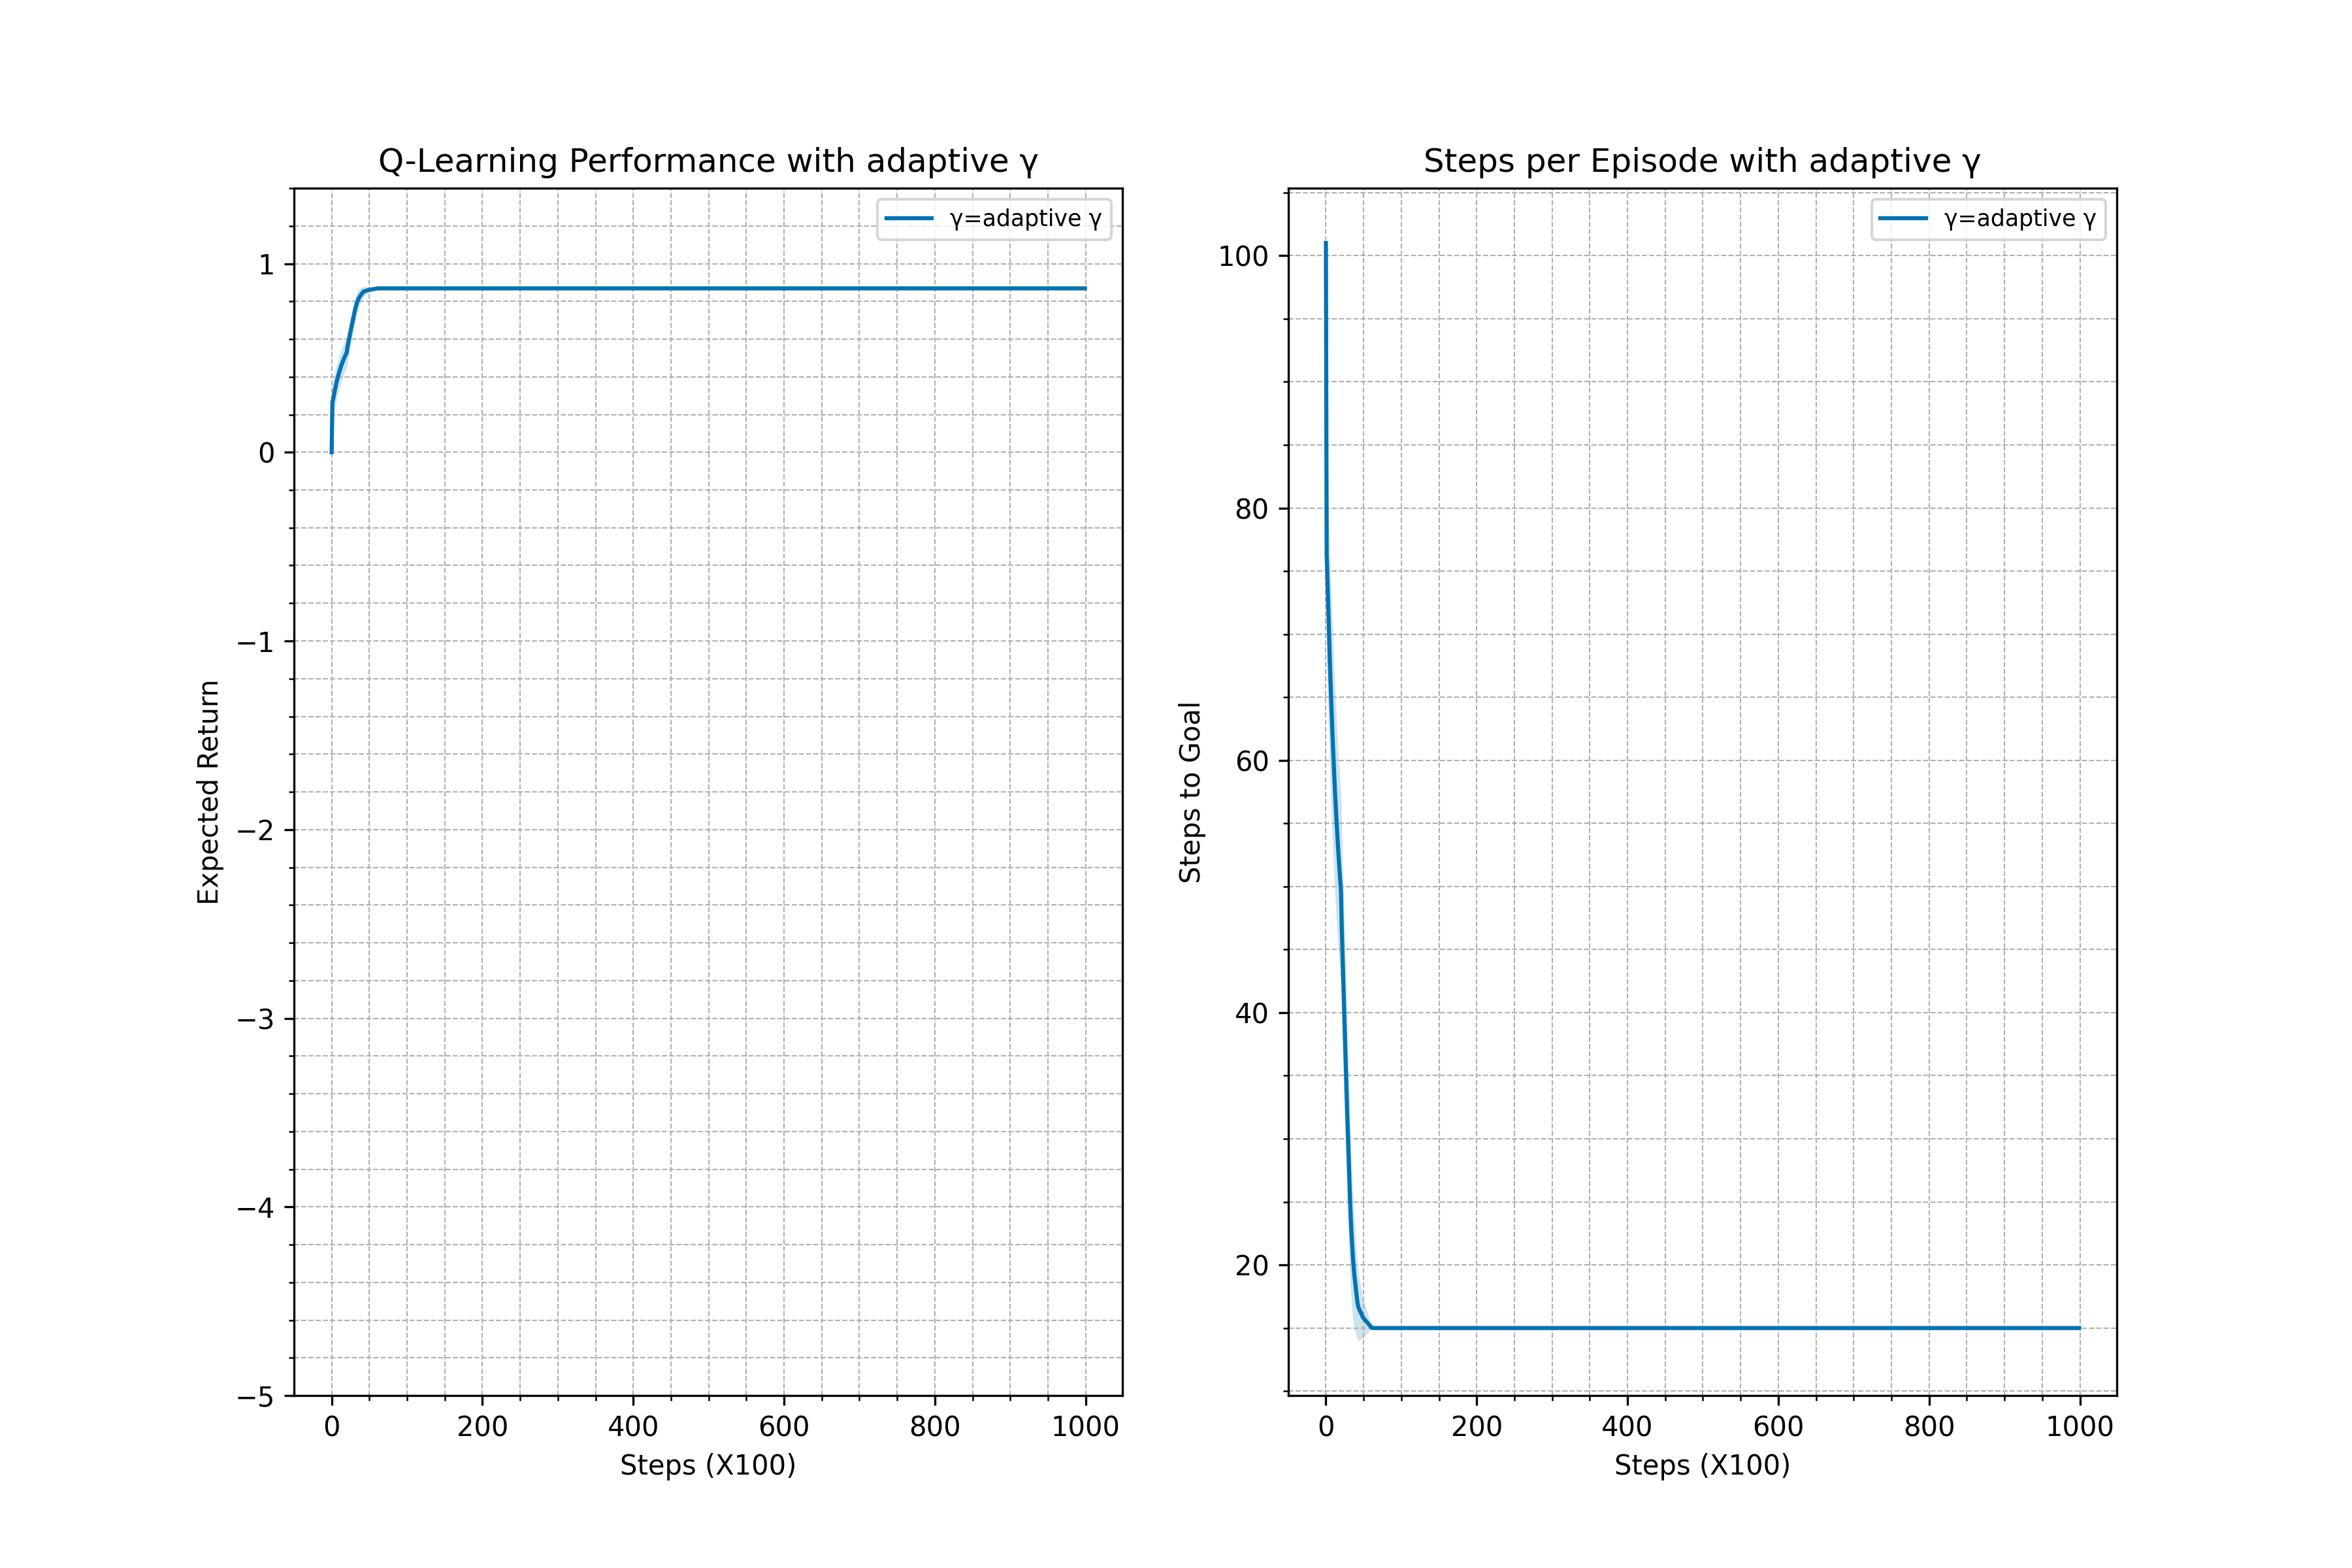 Q-Learning Performance with adaptive γ
γ=adaptive γ
1
0
−1
−2
−3
−4
−5
Expected Return
0 200 400 600 800 1000
Steps (X100)
Steps per Episode with adaptive γ
γ=adaptive γ
100
80
60
40
20
Steps to Goal
0 200 400 600 800 1000
Steps (X100)